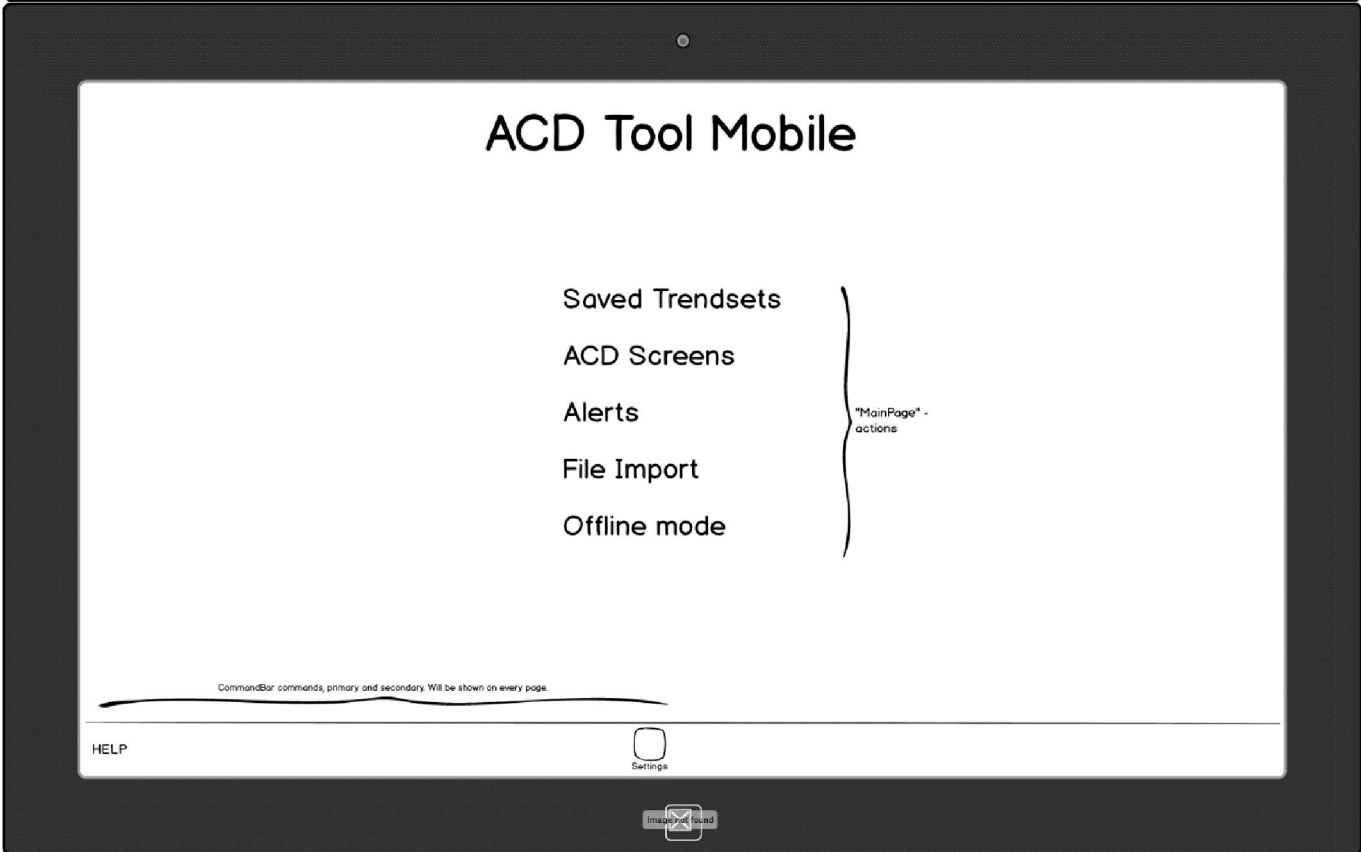 ACD Tool Mobile
Saved Trendsets
ACD Screens
Alerts
File Import
Offline mode
"MainPage" -
actions
CommandBar commands, primary and secondary. Will be shown on every page.
HELP
Settings
Image not found